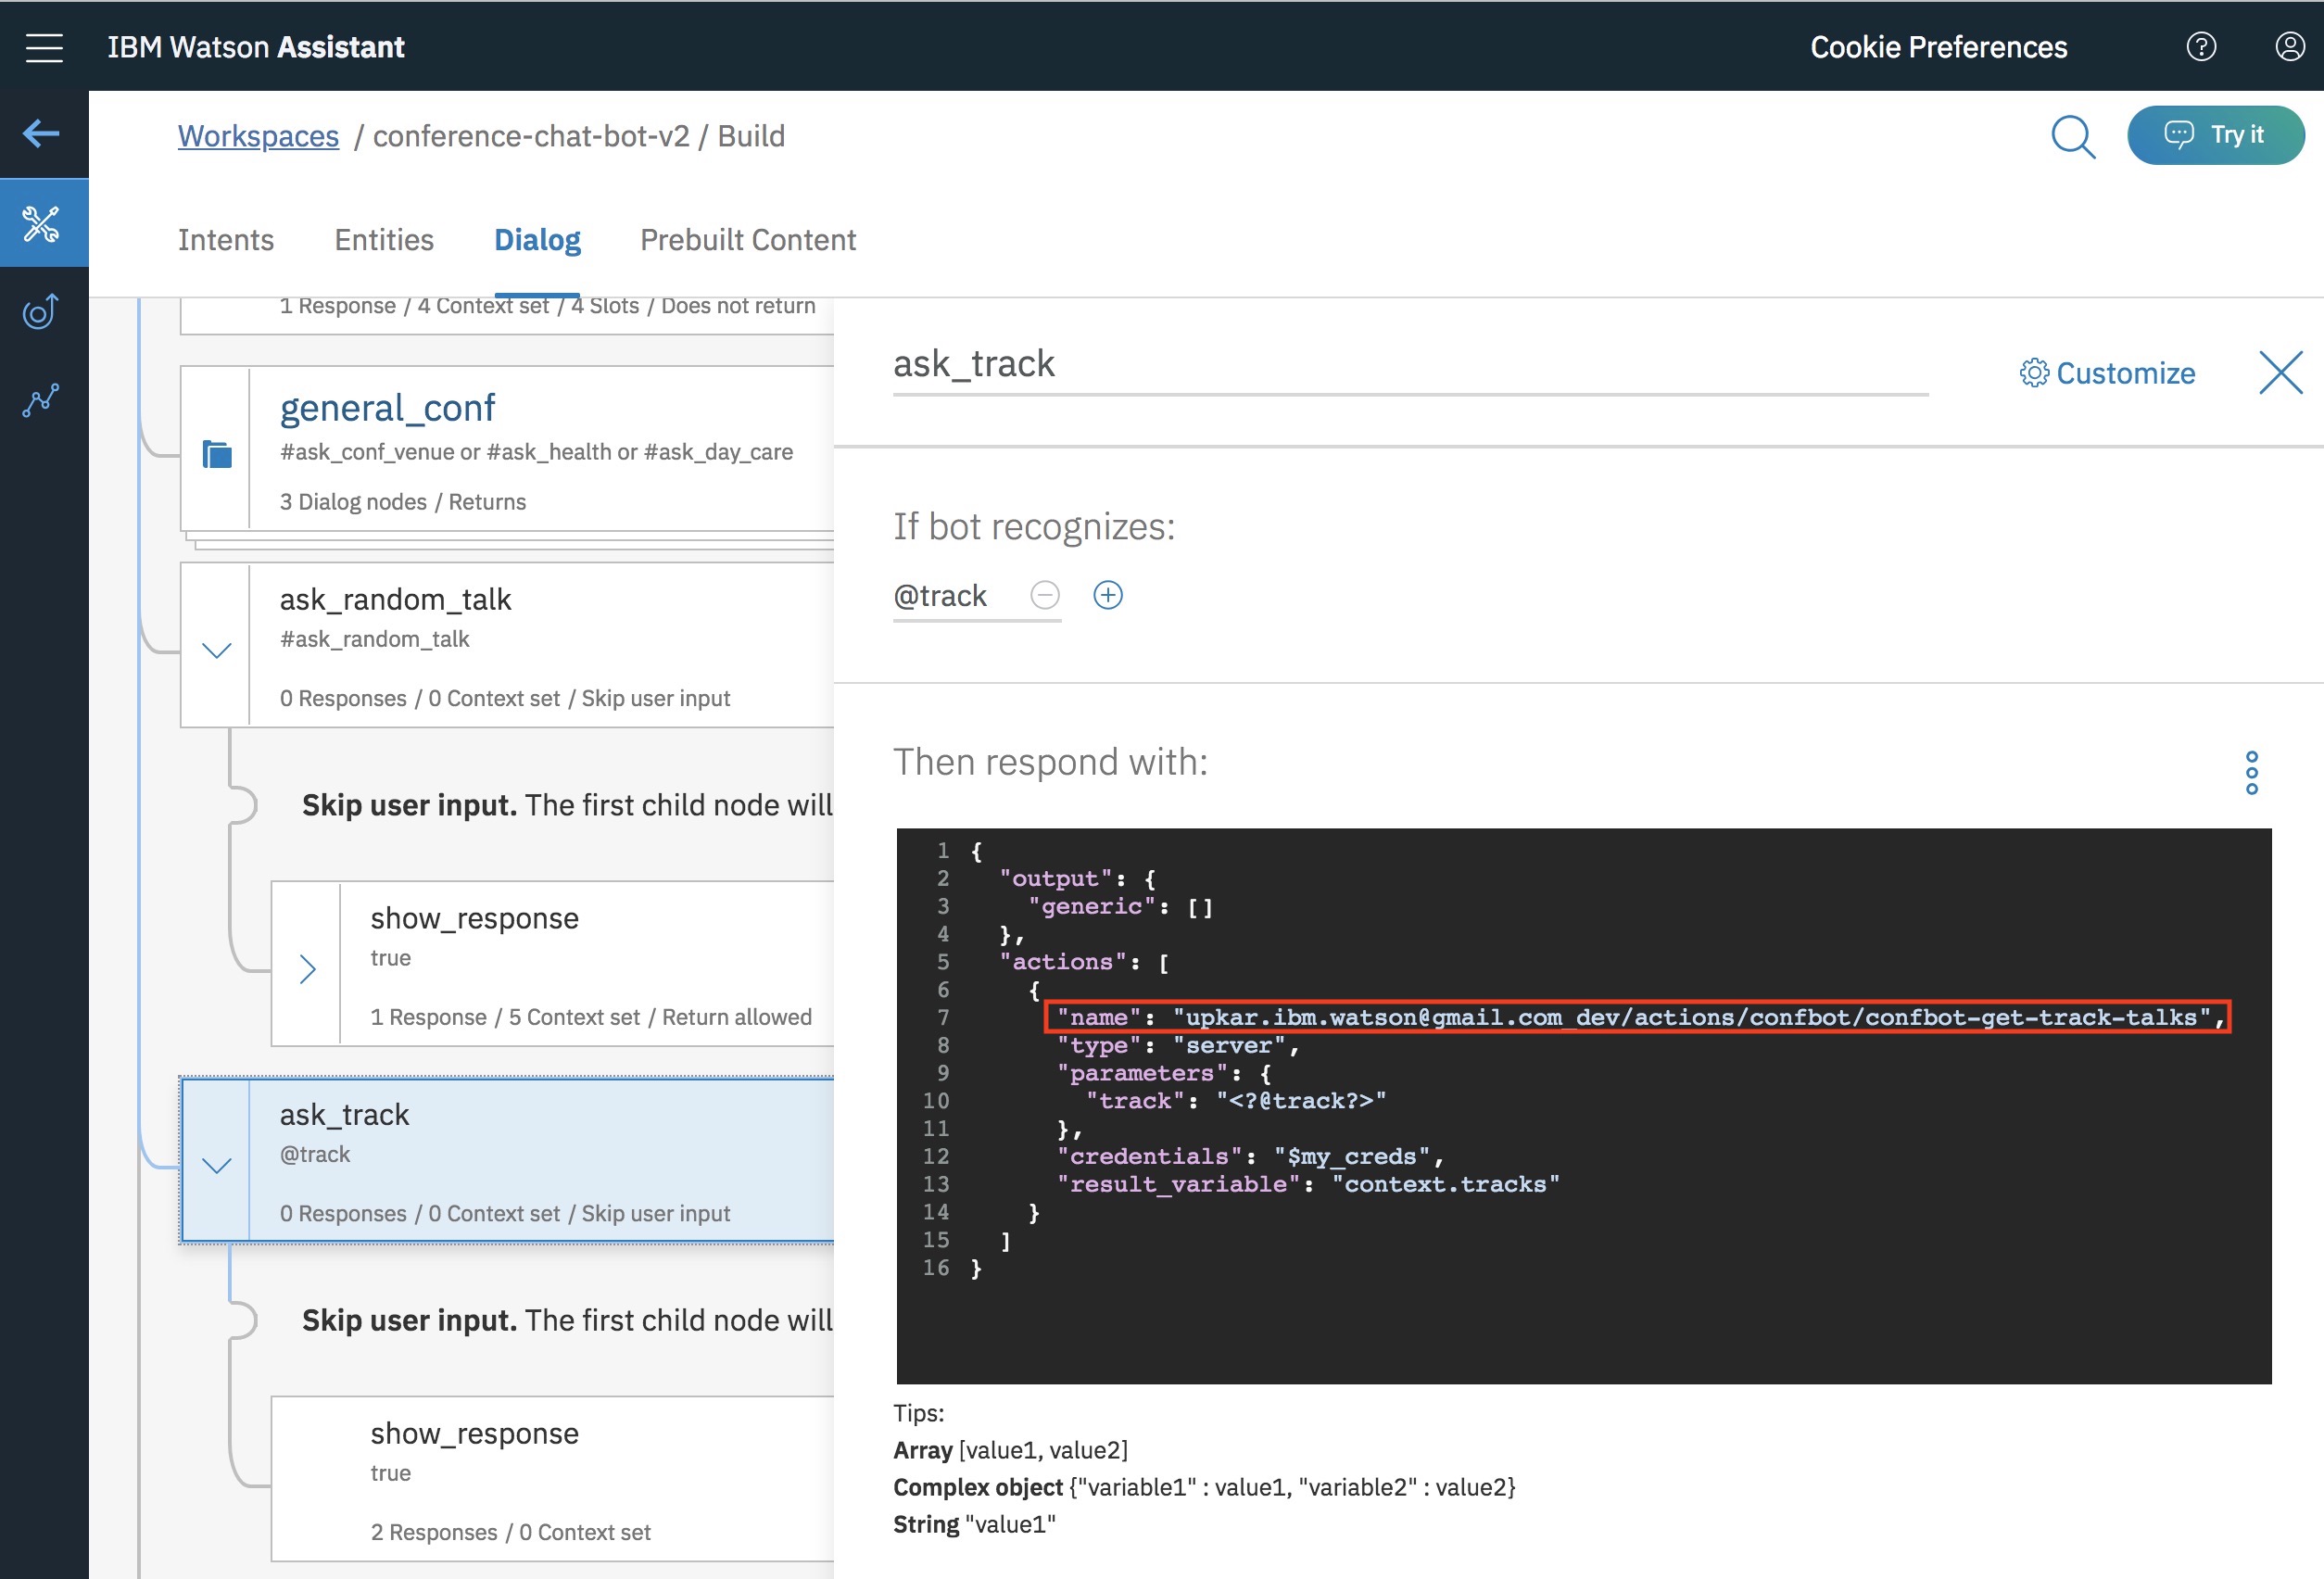 IBM Watson Assistant
Cookie Preferences
Workspaces / conference-chat-bot-v2 / Build
Try it
Intents Entities Dialog Prebuilt Content
1 Response / 4 Context set / 4 Slots / Does not return
general_conf
#ask_conf_venue or #ask_health or #ask_day_care
3 Dialog nodes / Returns
ask_random_talk
#ask_random_talk
0 Responses / 0 Context set / Skip user input
Skip user input. The first child node will
show_response
true
1 Response / 5 Context set / Return allowed
ask_track
@track
0 Responses / 0 Context set / Skip user input
Skip user input. The first child node will
show_response
true
2 Responses / 0 Context set
ask_track
Customize
If bot recognizes:
@track
Then respond with:
1 {
2 "output": {
3 "generic": []
4 },
5 "actions": [
6 {
7 "name": "upkar.ibm.watson@gmail.com_dev/actions/confbot/confbot-get-track-talks",
8 "type": "server",
9 "parameters": {
10 "track": "<?@track?>"
11 },
12 "credentials": "$my_creds",
13 "result_variable": "context.tracks"
14 }
15 ]
16 }
Tips:
Array [value1, value2]
Complex object {"variable1" : value1, "variable2" : value2}
String "value1"